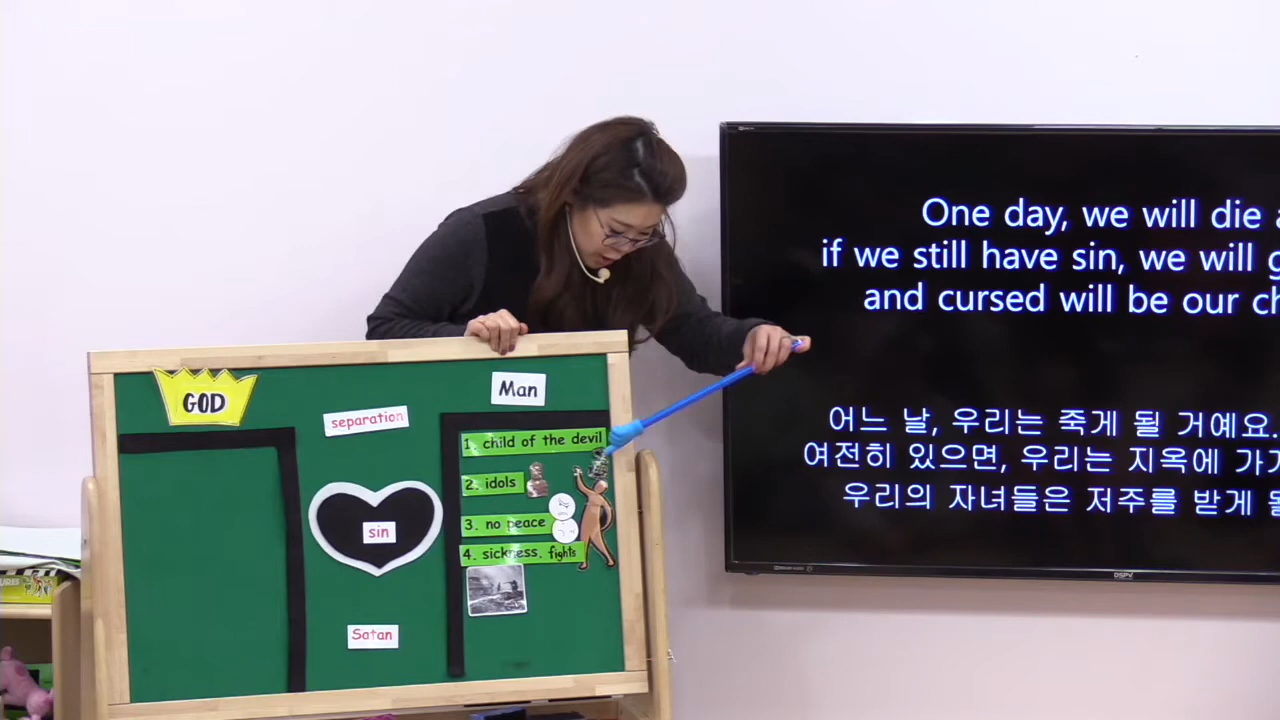 GOD
separation
sin
Satan
Man
1. child of the devil
2. idols
3. no peace
4. sickness, fights
One day, we will die
if we still have sin, we will
and cursed will be our
어느 날, 우리는 죽게 될 거예요.
여전히 있으면, 우리는 지옥에
우리의 자녀들은 저주를 받게